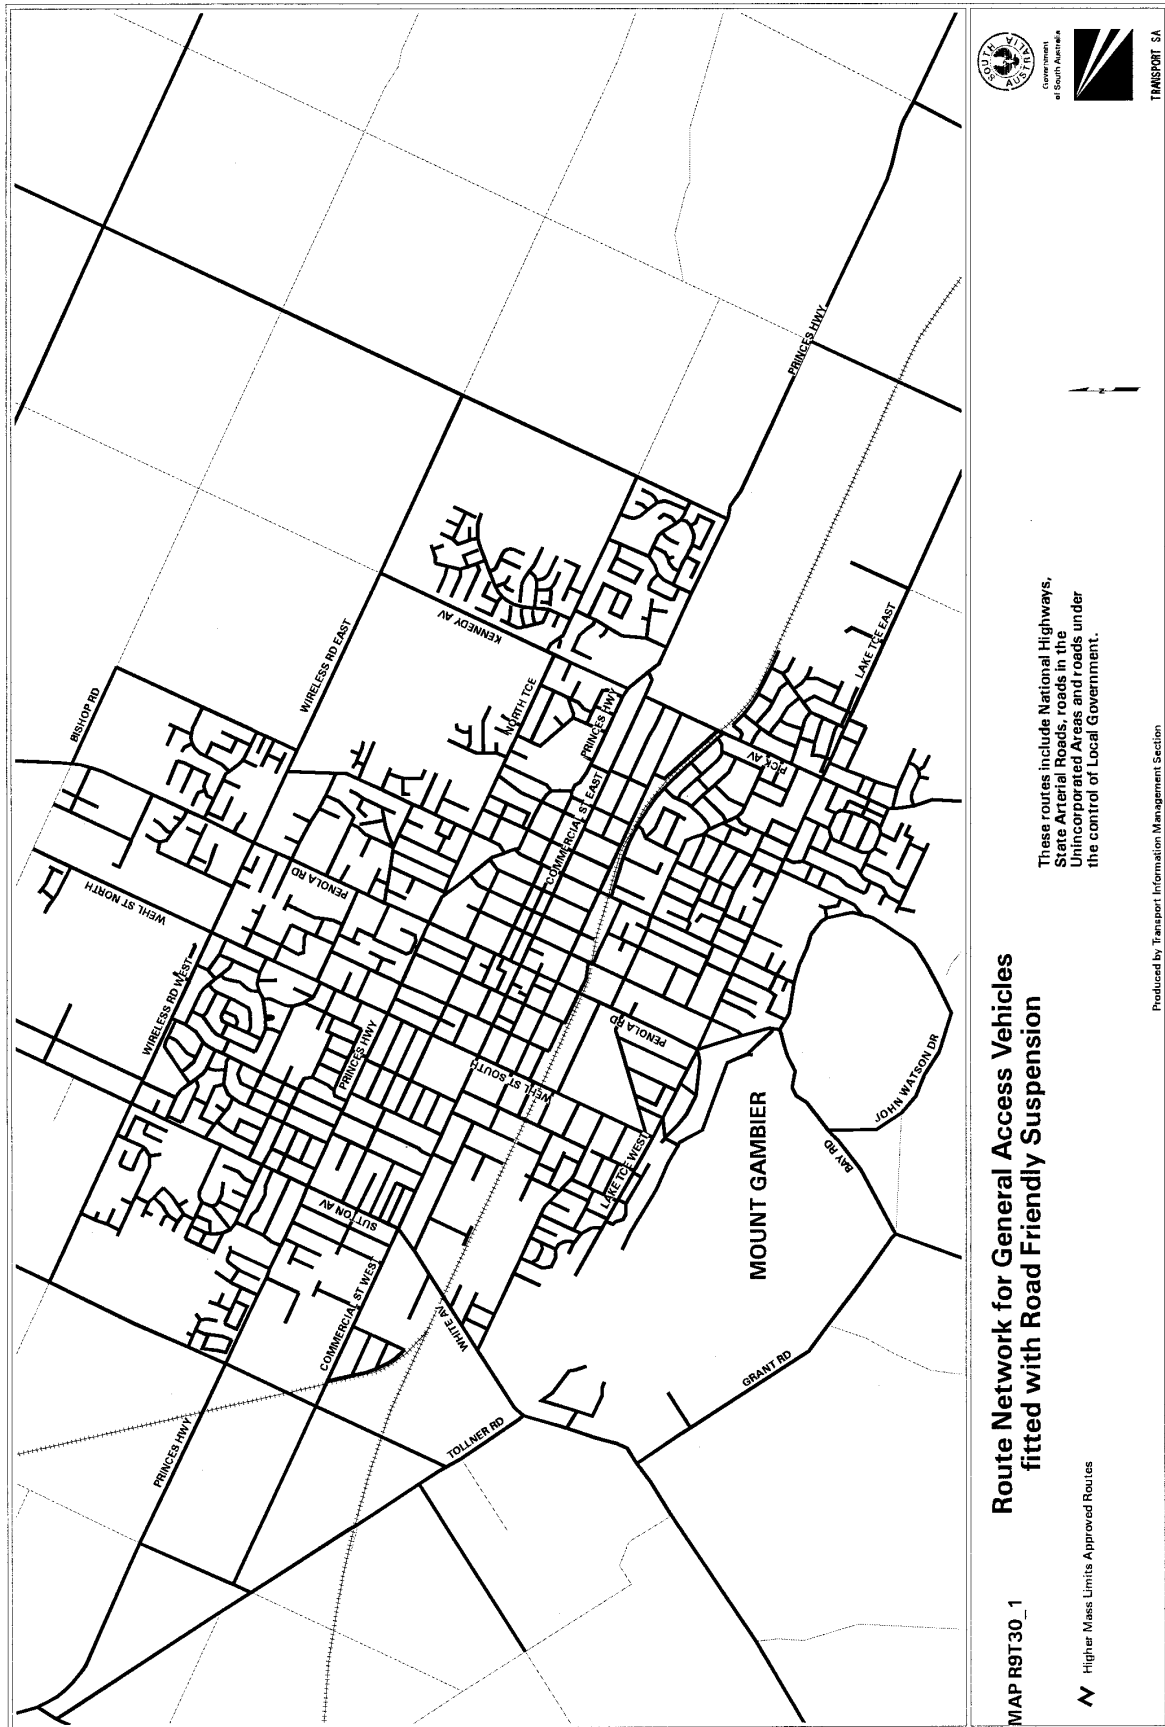 BISHOP RD
WIRELESS RD EAST
WEHL ST NORTH
PENOLA RD
KENNEDY AV
NORTH TCE
PRINCES HWY
PRINCES HWY
COMMERCIAL ST EAST
PICK AV
LAKE TCE EAST
WIRELESS RD WEST
PRINCES HWY
WEHL ST SOUTH
WEHL ST SOUTH
PENOLA RD
LAKE TCE WEST
SUTTON AV
COMMERCIAL ST WEST
WHITE AV
PRINCES HWY
TOLLNER RD
GRANT RD
BAY RD
JOHN WATSON DR
MOUNT GAMBIER
MAP R9T30_1
Route Network for General Access Vehicles
fitted with Road Friendly Suspension
Higher Mass Limits Approved Routes
These routes include National Highways,
State Arterial Roads, roads in the
Unincorporated Areas and roads under
the control of Local Government.
N
SOUTH AUSTRALIA
Government
of South Australia
TRANSPORT SA
Produced by Transport Information Management Section